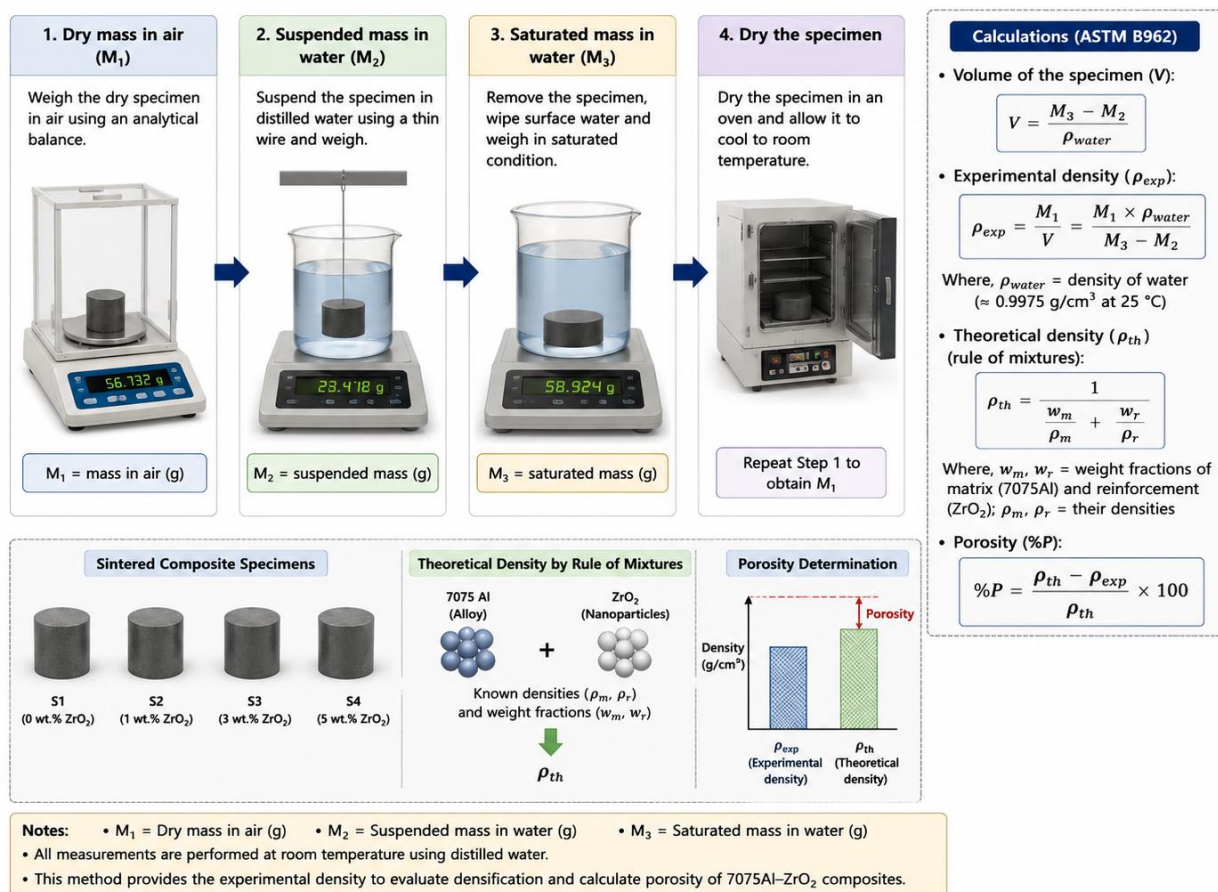 1. Dry mass in air
(M₁)
Weigh the dry specimen
in air using an analytical
balance.
56.732 g
M₁ = mass in air (g)
2. Suspended mass in
water (M₂)
Suspend the specimen in
distilled water using a thin
wire and weigh.
23.418 g
M₂ = suspended mass (g)
3. Saturated mass in
water (M₃)
Remove the specimen,
wipe surface water and
weigh in saturated
condition.
58.924 g
M₃ = saturated mass (g)
4. Dry the specimen
Dry the specimen in an
oven and allow it to
cool to room
temperature.
Repeat Step 1 to
obtain M₁
Calculations (ASTM B962)
• Volume of the specimen (V):
V = (M₃ − M₂) / ρwater
• Experimental density (ρexp):
ρexp = M₁ / V = (M₁ × ρwater) / (M₃ − M₂)
Where, ρwater = density of water
(≈ 0.9975 g/cm³ at 25 °C)
• Theoretical density (ρth)
(rule of mixtures):
ρth = 1 / (wm/ρm + wr/ρr)
Where, wm, wr = weight fractions of
matrix (7075Al) and reinforcement
(ZrO₂); ρm, ρr = their densities
• Porosity (%P):
%P = (ρth − ρexp) / ρth × 100
Sintered Composite Specimens
S1
(0 wt.% ZrO₂)
S2
(1 wt.% ZrO₂)
S3
(3 wt.% ZrO₂)
S4
(5 wt.% ZrO₂)
Theoretical Density by Rule of Mixtures
7075 Al
(Alloy)
+
ZrO₂
(Nanoparticles)
Known densities (ρm, ρr)
and weight fractions (wm, wr)
ρth
Porosity Determination
Porosity
Density
(g/cm³)
ρexp
(Experimental
density)
ρth
(Theoretical
density)
Notes: • M₁ = Dry mass in air (g) • M₂ = Suspended mass in water (g) • M₃ = Saturated mass in water (g)
• All measurements are performed at room temperature using distilled water.
• This method provides the experimental density to evaluate densification and calculate porosity of 7075Al–ZrO₂ composites.